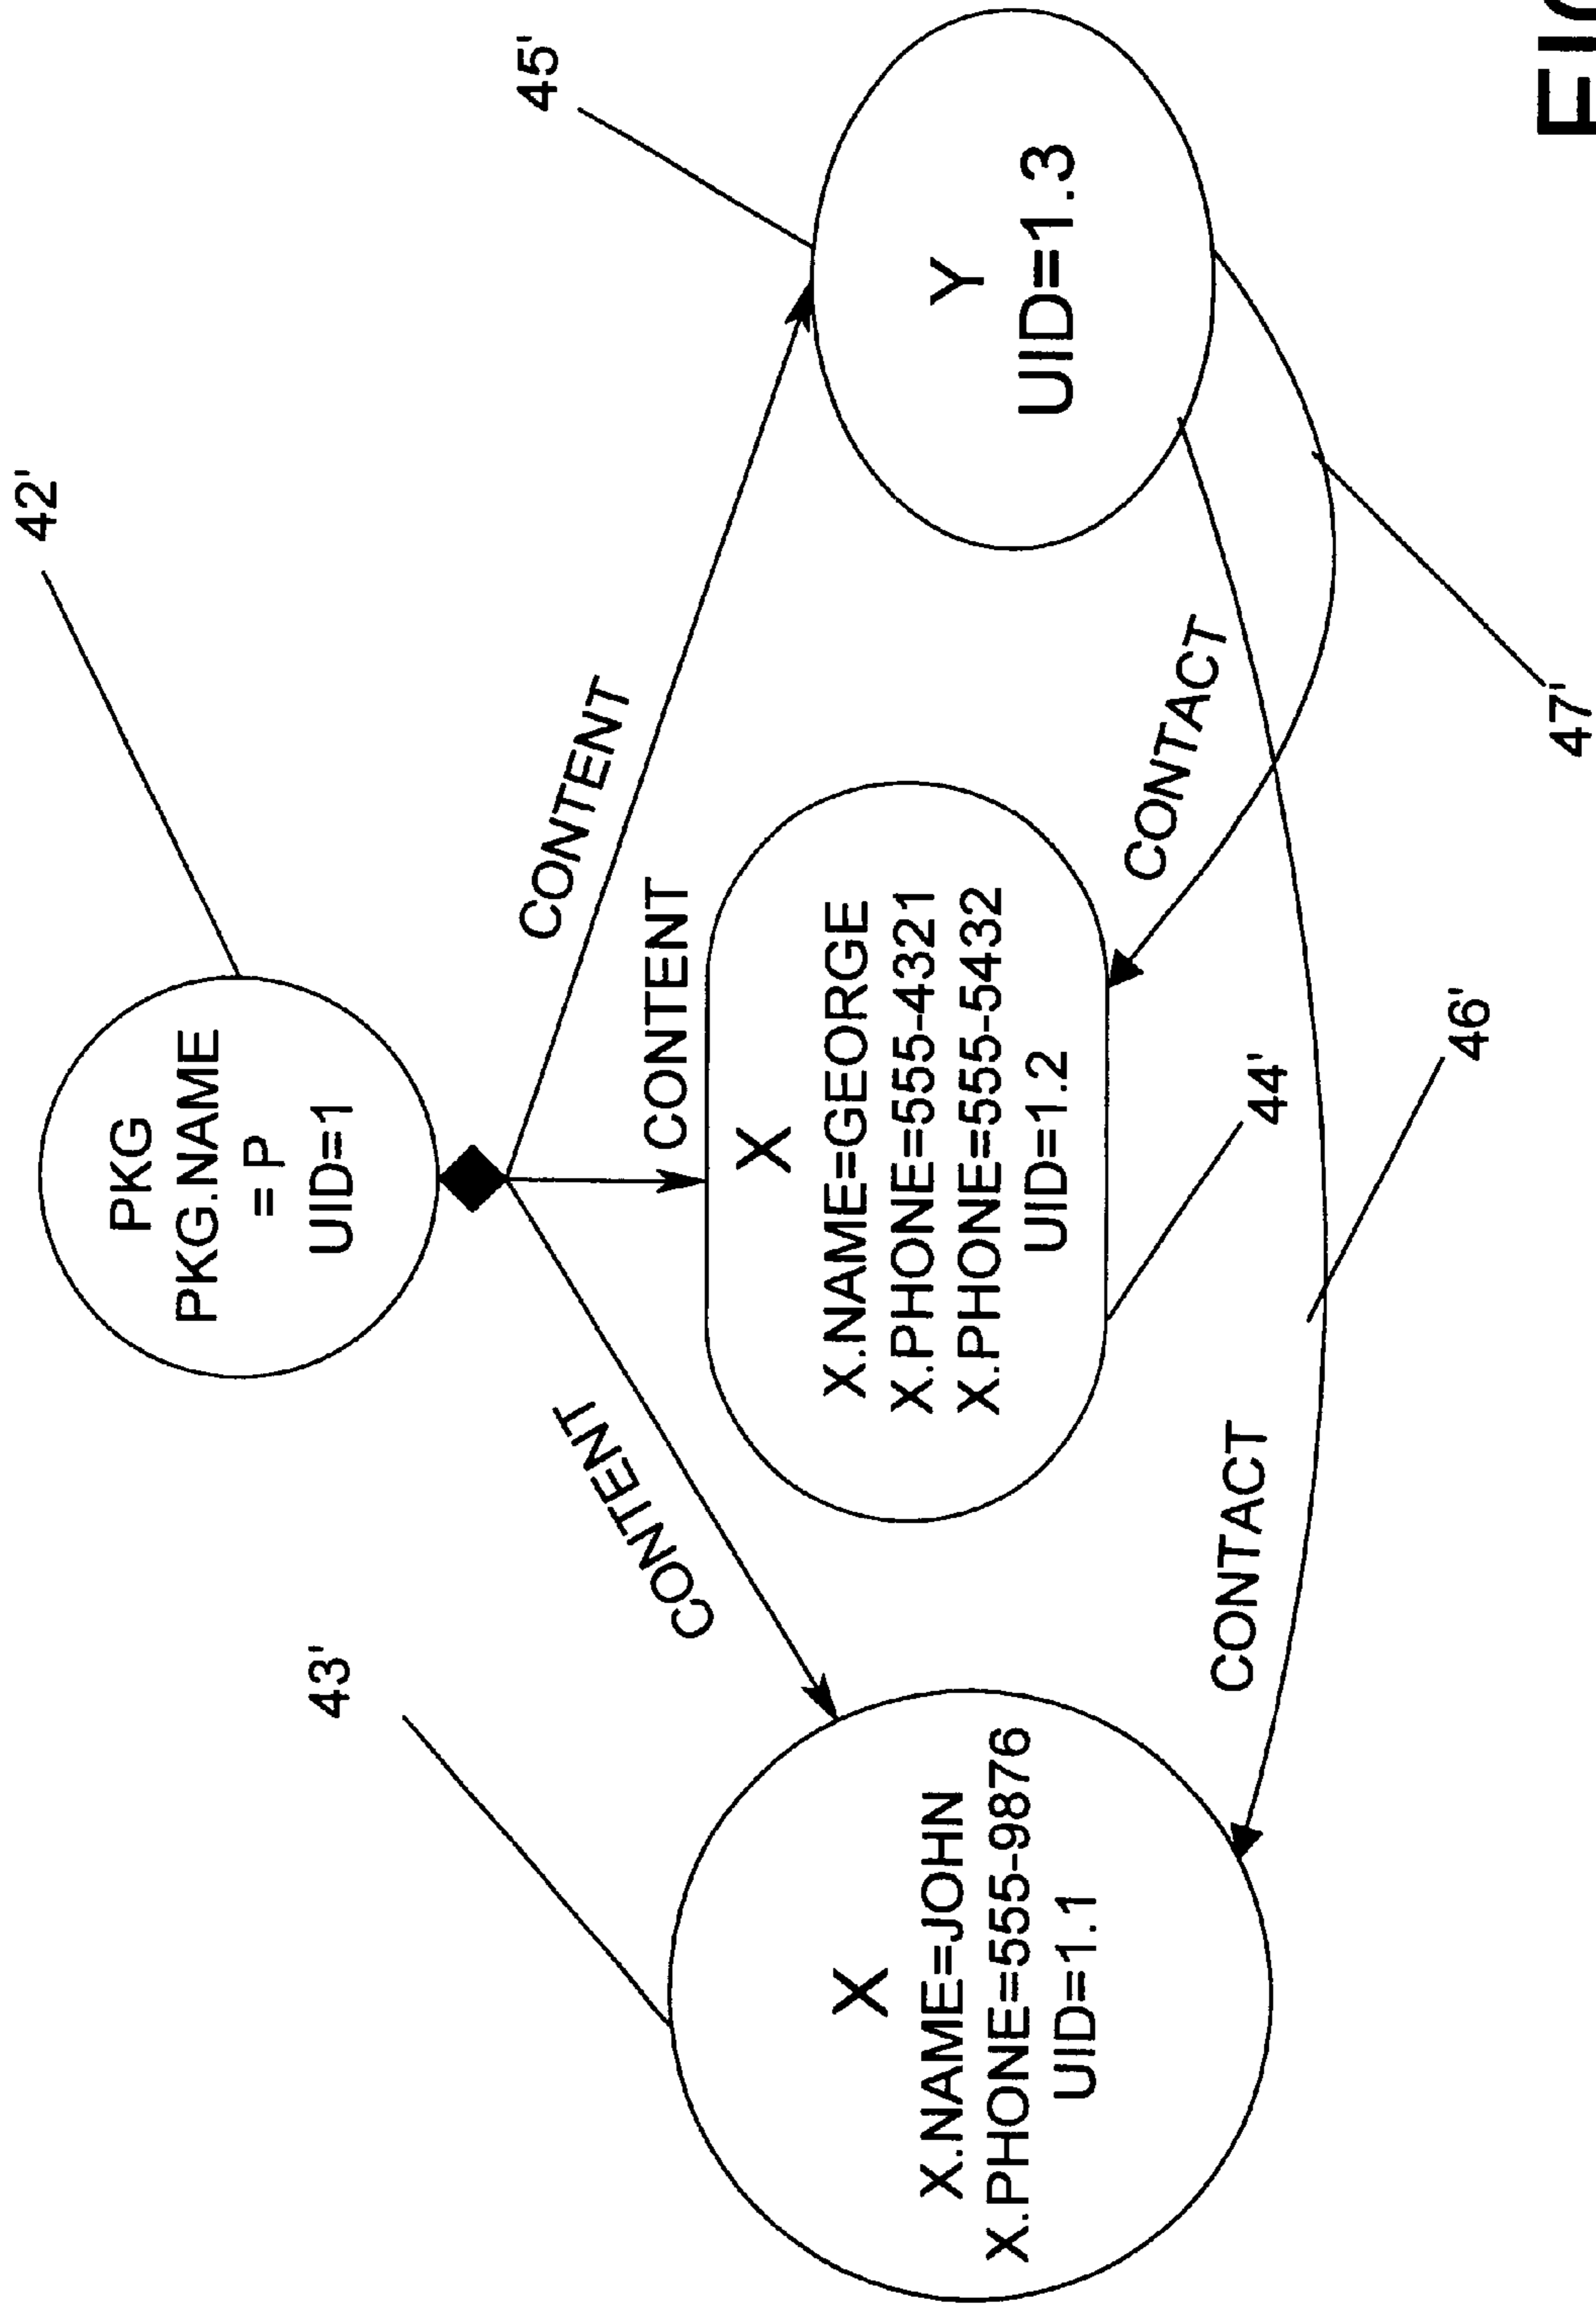 42'
PKG
PKG.NAME
= P
UID=1
43'
CONTENT
CONTENT
CONTENT
45'
X
X.NAME=JOHN
X.PHONE=555-9876
UID=1.1
X
X.NAME=GEORGE
X.PHONE=555-4321
X.PHONE=555-5432
UID=1.2
Y
UID=1.3
CONTACT
CONTACT
44'
46'
47'